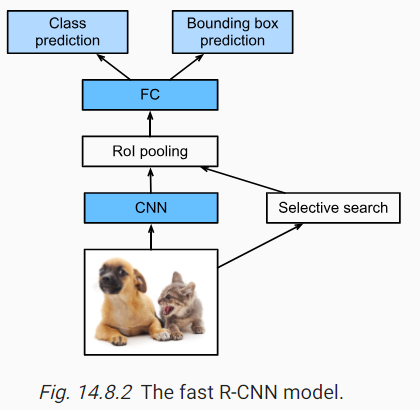 Class
prediction
Bounding box
prediction
FC
RoI pooling
CNN
Selective search
Fig. 14.8.2 The fast R-CNN model.